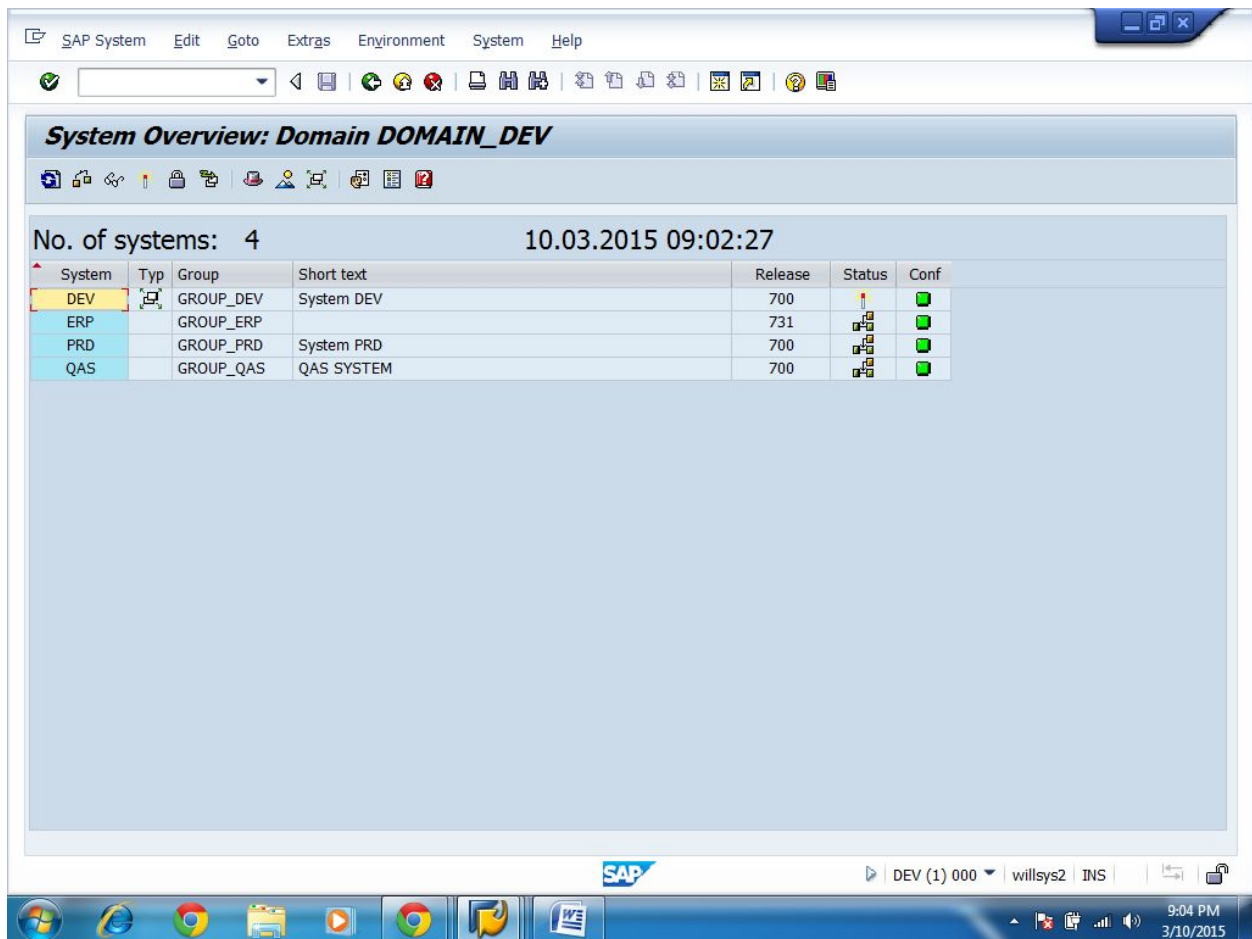 SAP System Edit Goto Extras Environment System Help
System Overview: Domain DOMAIN_DEV
No. of systems: 4 10.03.2015 09:02:27
System Typ Group Short text Release Status Conf
DEV GROUP_DEV System DEV 700
ERP GROUP_ERP 731
PRD GROUP_PRD System PRD 700
QAS GROUP_QAS QAS SYSTEM 700
SAP DEV (1) 000 willsys2 INS
9:04 PM
3/10/2015